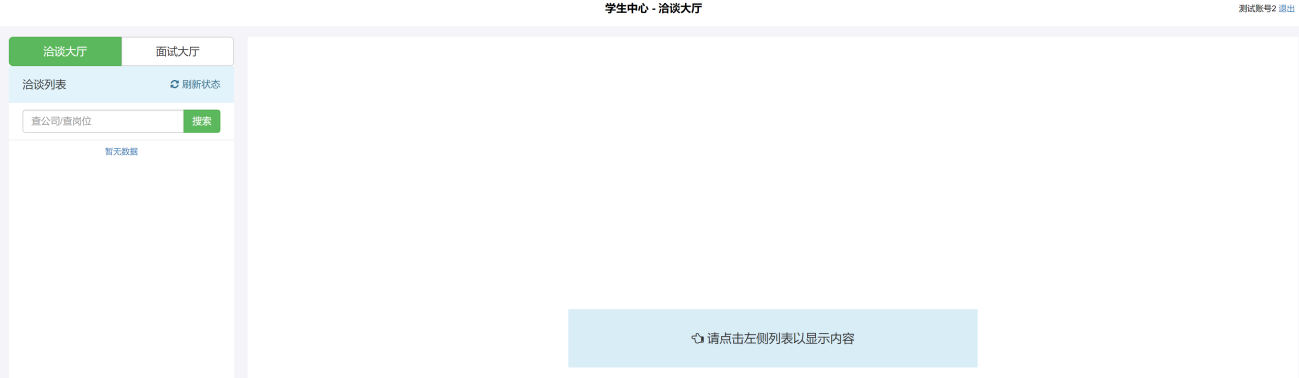 学生中心 - 洽谈大厅
测试账号2 退出
洽谈大厅 面试大厅
洽谈列表 刷新状态
查公司/查岗位 搜索
暂无数据
请点击左侧列表以显示内容